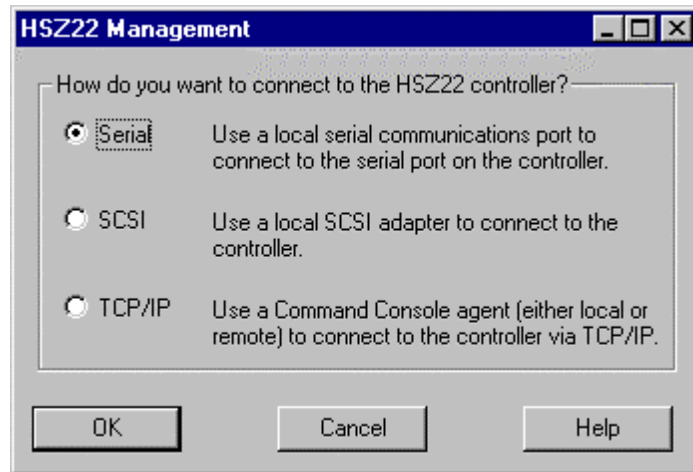 HSZ22 Management
How do you want to connect to the HSZ22 controller?
Serial
Use a local serial communications port to
connect to the serial port on the controller.
SCSI
Use a local SCSI adapter to connect to the
controller.
TCP/IP
Use a Command Console agent (either local or
remote) to connect to the controller via TCP/IP.
OK
Cancel
Help